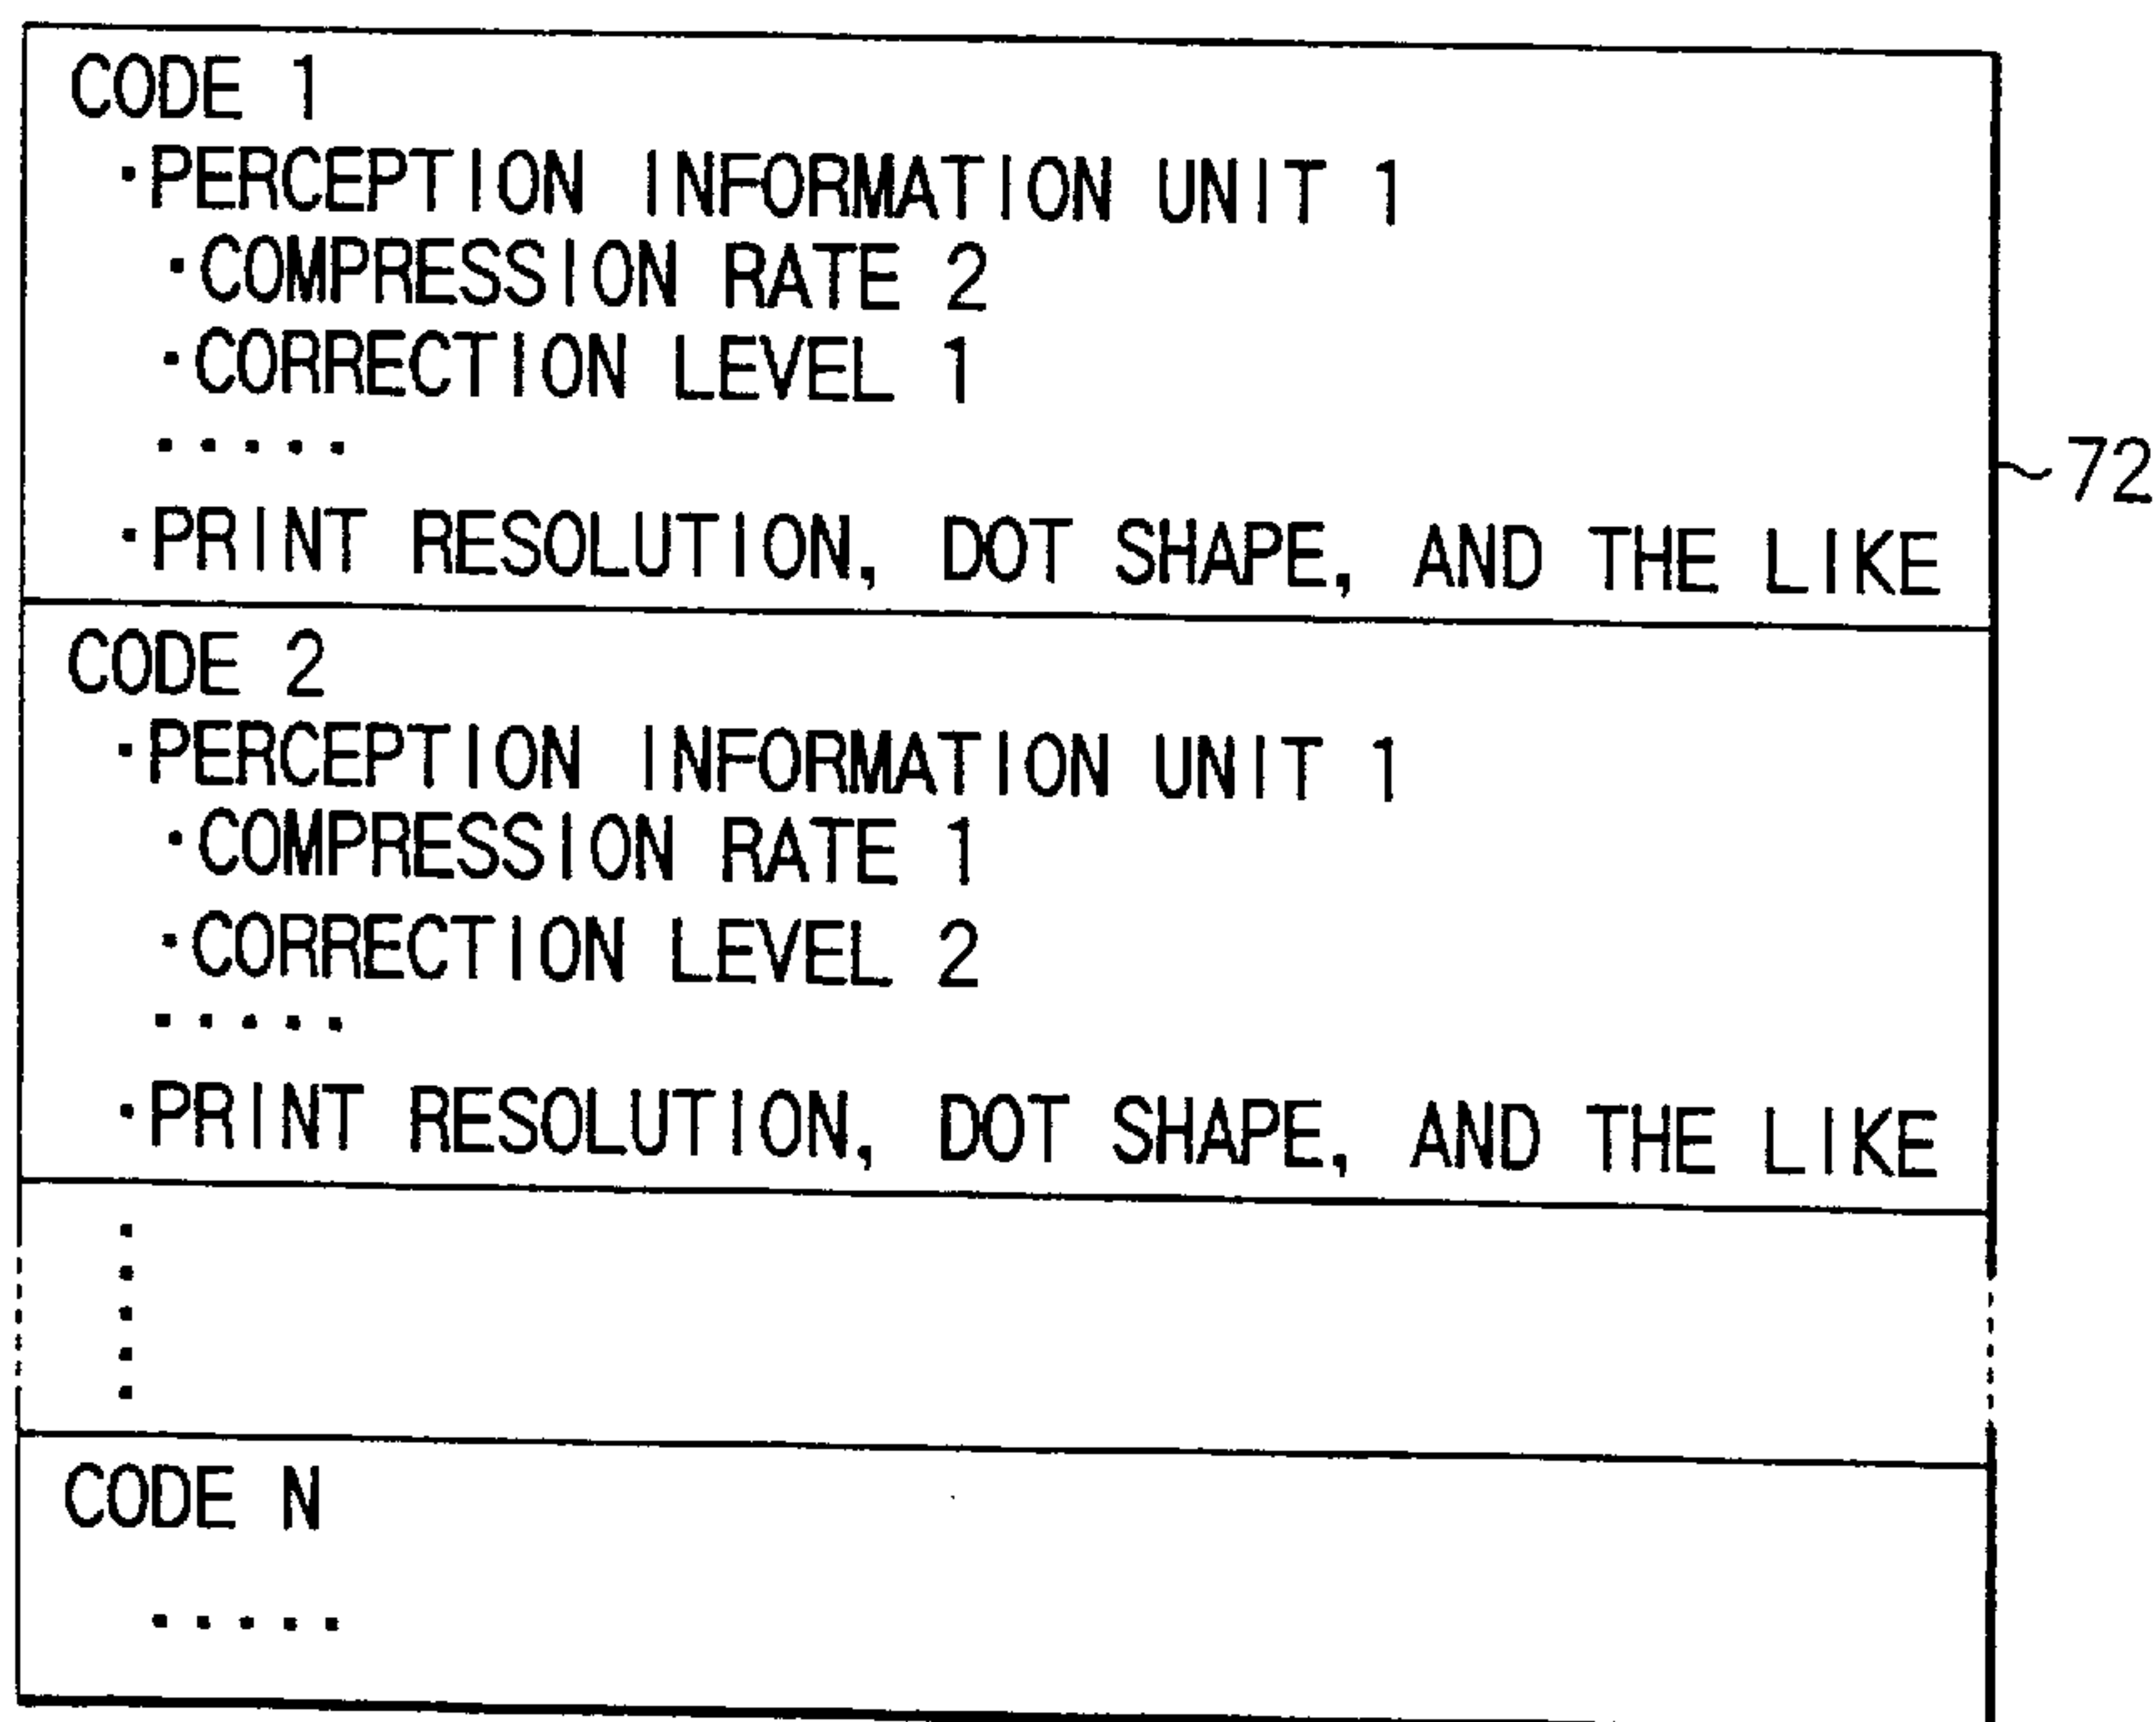 CODE 1
·PERCEPTION INFORMATION UNIT 1
·COMPRESSION RATE 2
·CORRECTION LEVEL 1
·····
72
·PRINT RESOLUTION, DOT SHAPE, AND THE LIKE
CODE 2
·PERCEPTION INFORMATION UNIT 1
·COMPRESSION RATE 1
·CORRECTION LEVEL 2
·····
·PRINT RESOLUTION, DOT SHAPE, AND THE LIKE
CODE N
·····